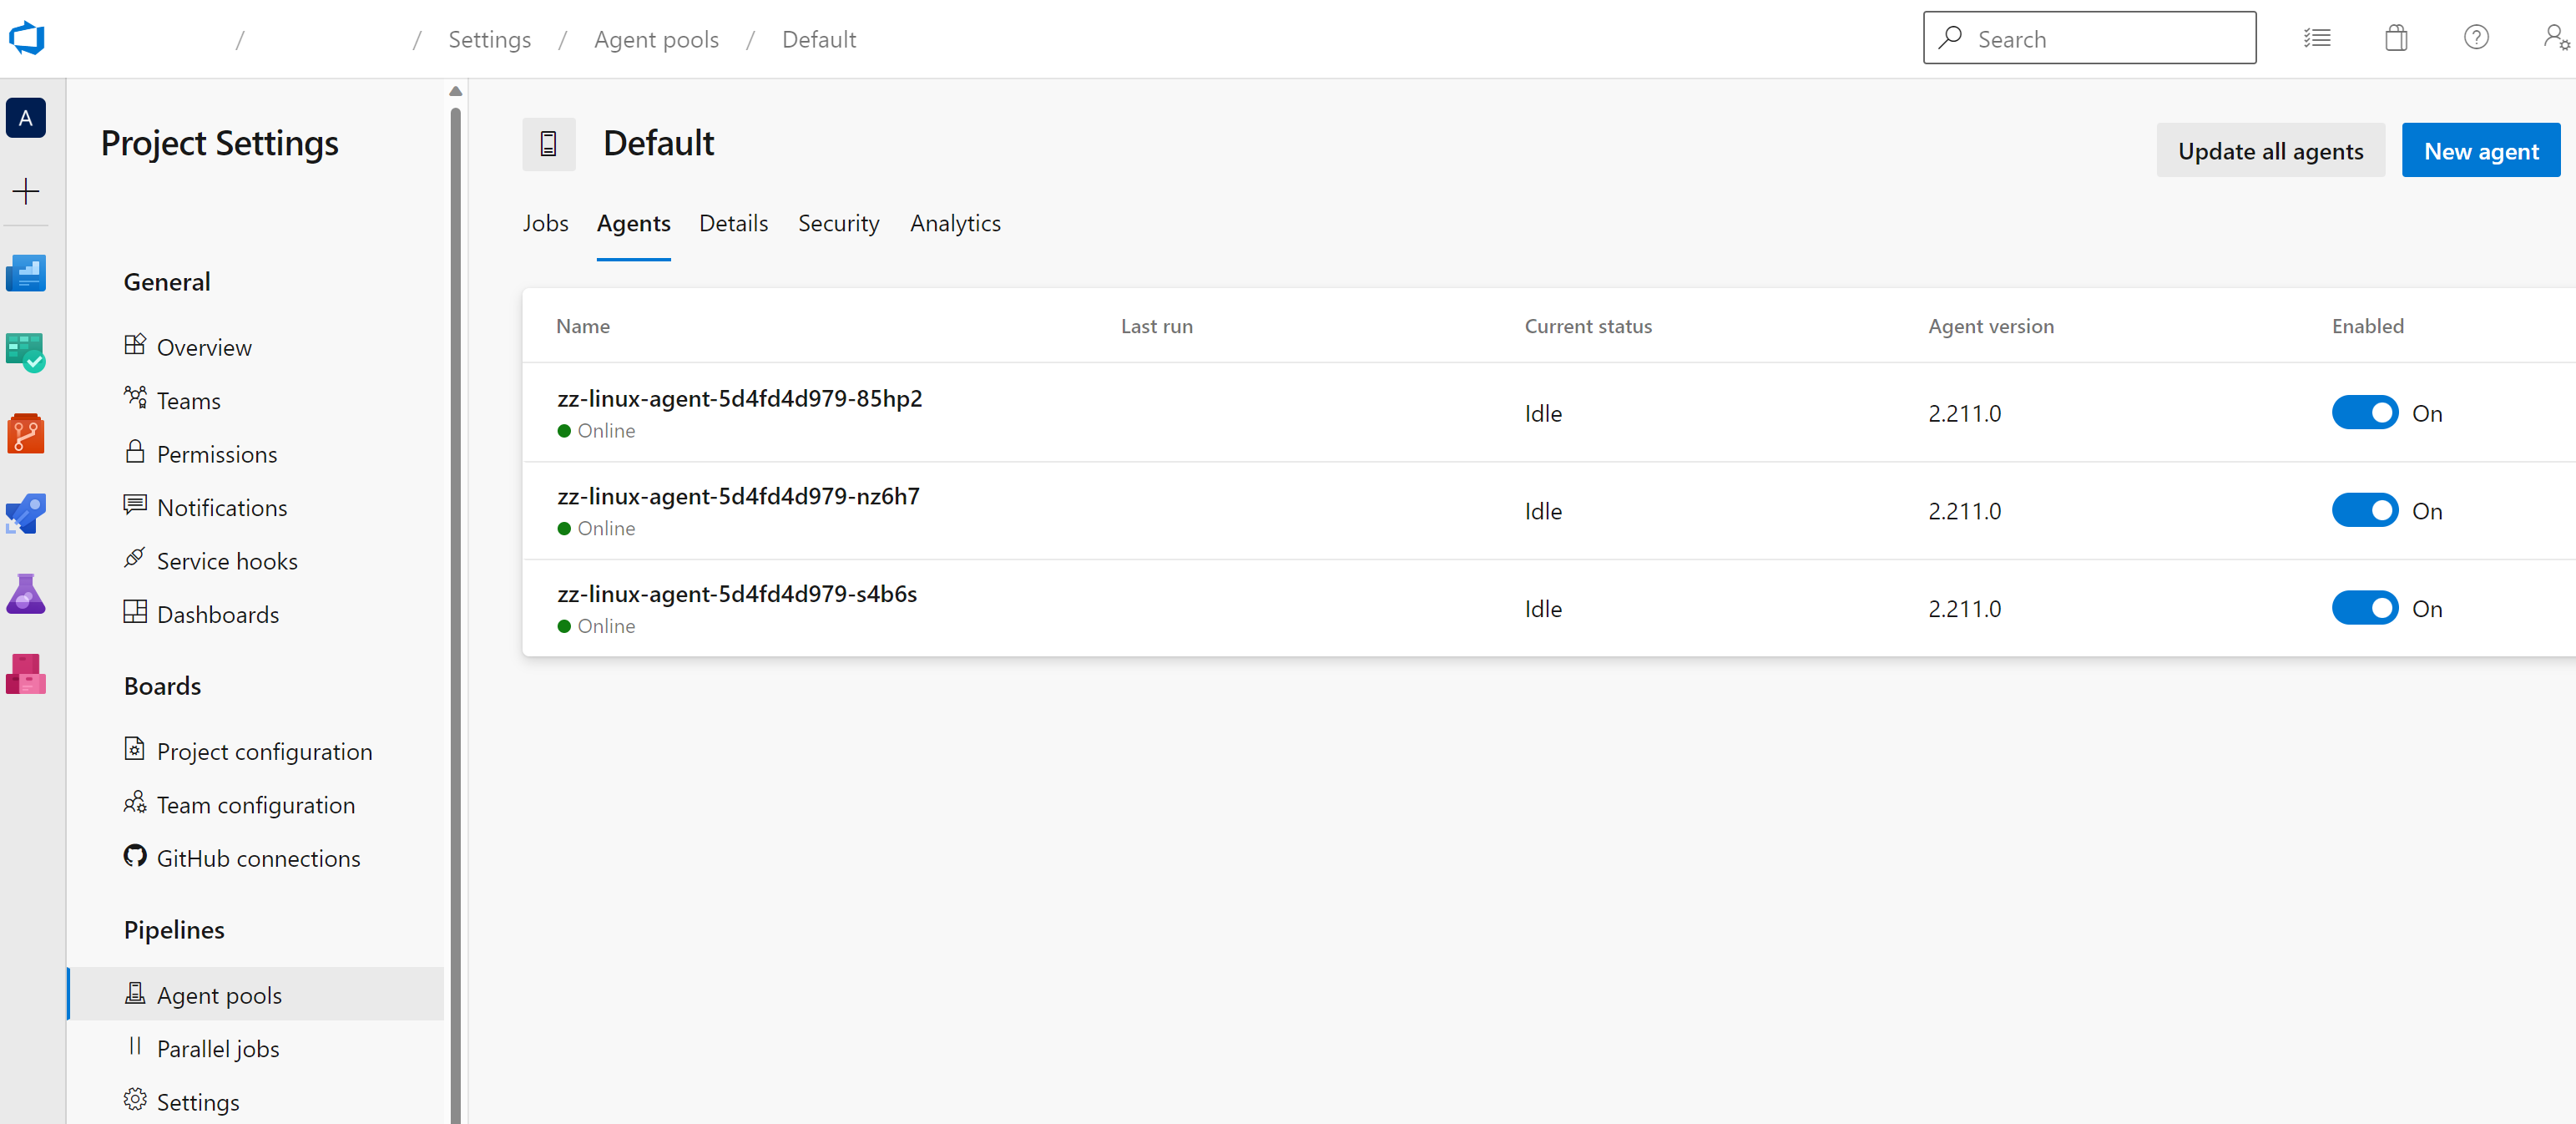 / / Settings / Agent pools / Default
Search
A
Project Settings
General
Overview
Teams
Permissions
Notifications
Service hooks
Dashboards
Boards
Project configuration
Team configuration
GitHub connections
Pipelines
Agent pools
Parallel jobs
Settings
Default
Update all agents
New agent
Jobs Agents Details Security Analytics
Name Last run Current status Agent version Enabled
zz-linux-agent-5d4fd4d979-85hp2
Online
Idle 2.211.0 On
zz-linux-agent-5d4fd4d979-nz6h7
Online
Idle 2.211.0 On
zz-linux-agent-5d4fd4d979-s4b6s
Online
Idle 2.211.0 On